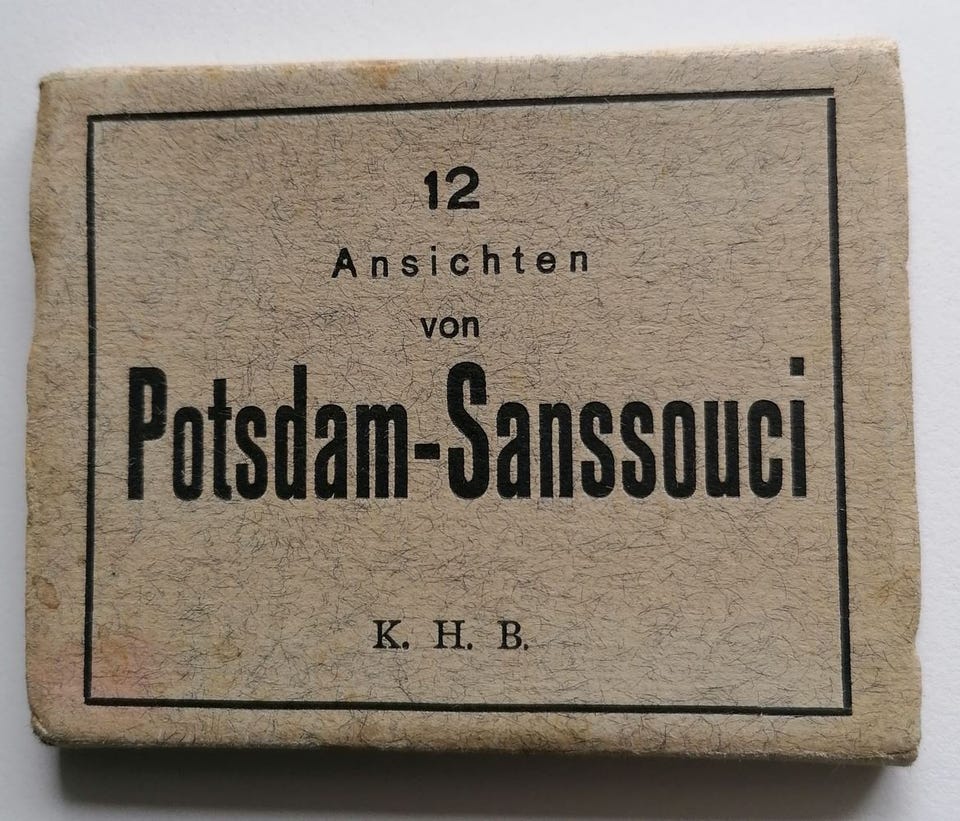 12
Ansichten
von
Potsdam-Sanssouci
K. H. B.